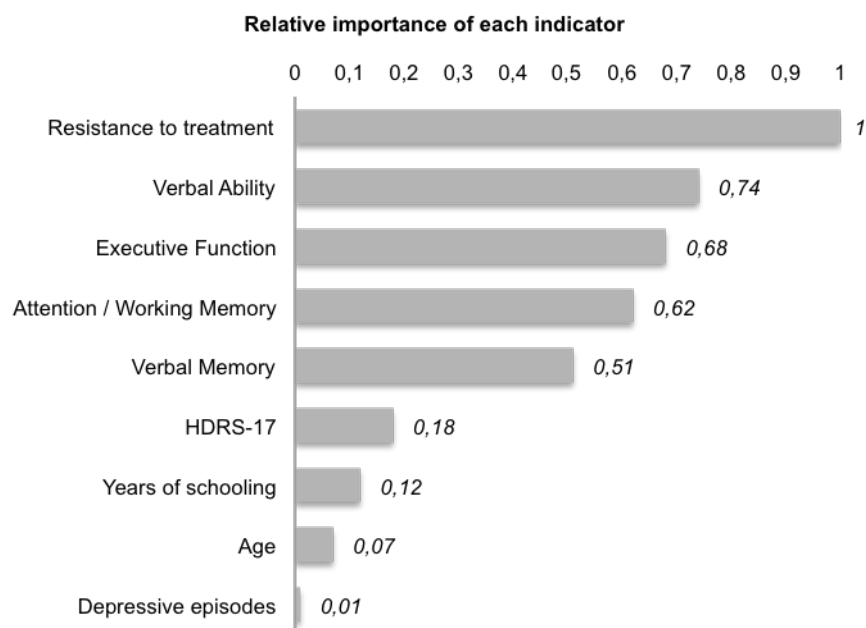 Relative importance of each indicator
0 0,1 0,2 0,3 0,4 0,5 0,6 0,7 0,8 0,9 1
Resistance to treatment 1
Verbal Ability 0,74
Executive Function 0,68
Attention / Working Memory 0,62
Verbal Memory 0,51
HDRS-17 0,18
Years of schooling 0,12
Age 0,07
Depressive episodes 0,01